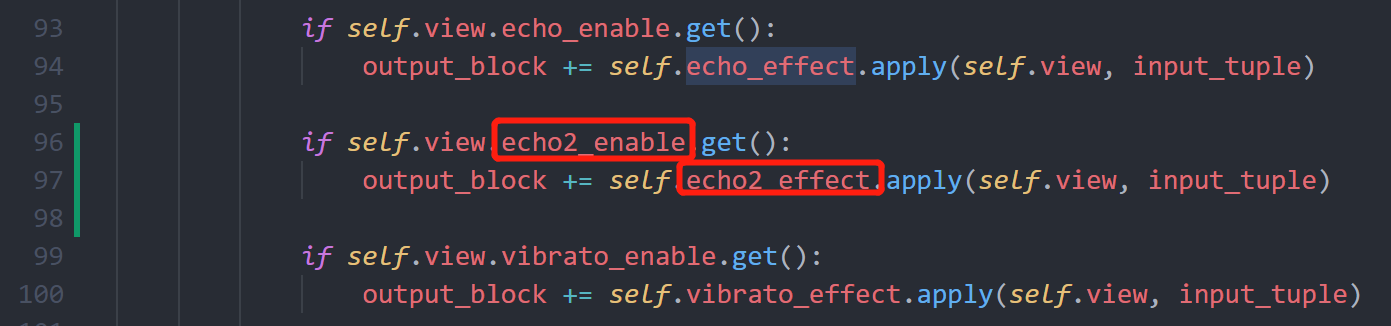 93 if self.view.echo_enable.get():
94 output_block += self.echo_effect.apply(self.view, input_tuple)
95
96 if self.view.echo2_enable.get():
97 output_block += self.echo2_effect.apply(self.view, input_tuple)
98
99 if self.view.vibrato_enable.get():
100 output_block += self.vibrato_effect.apply(self.view, input_tuple)